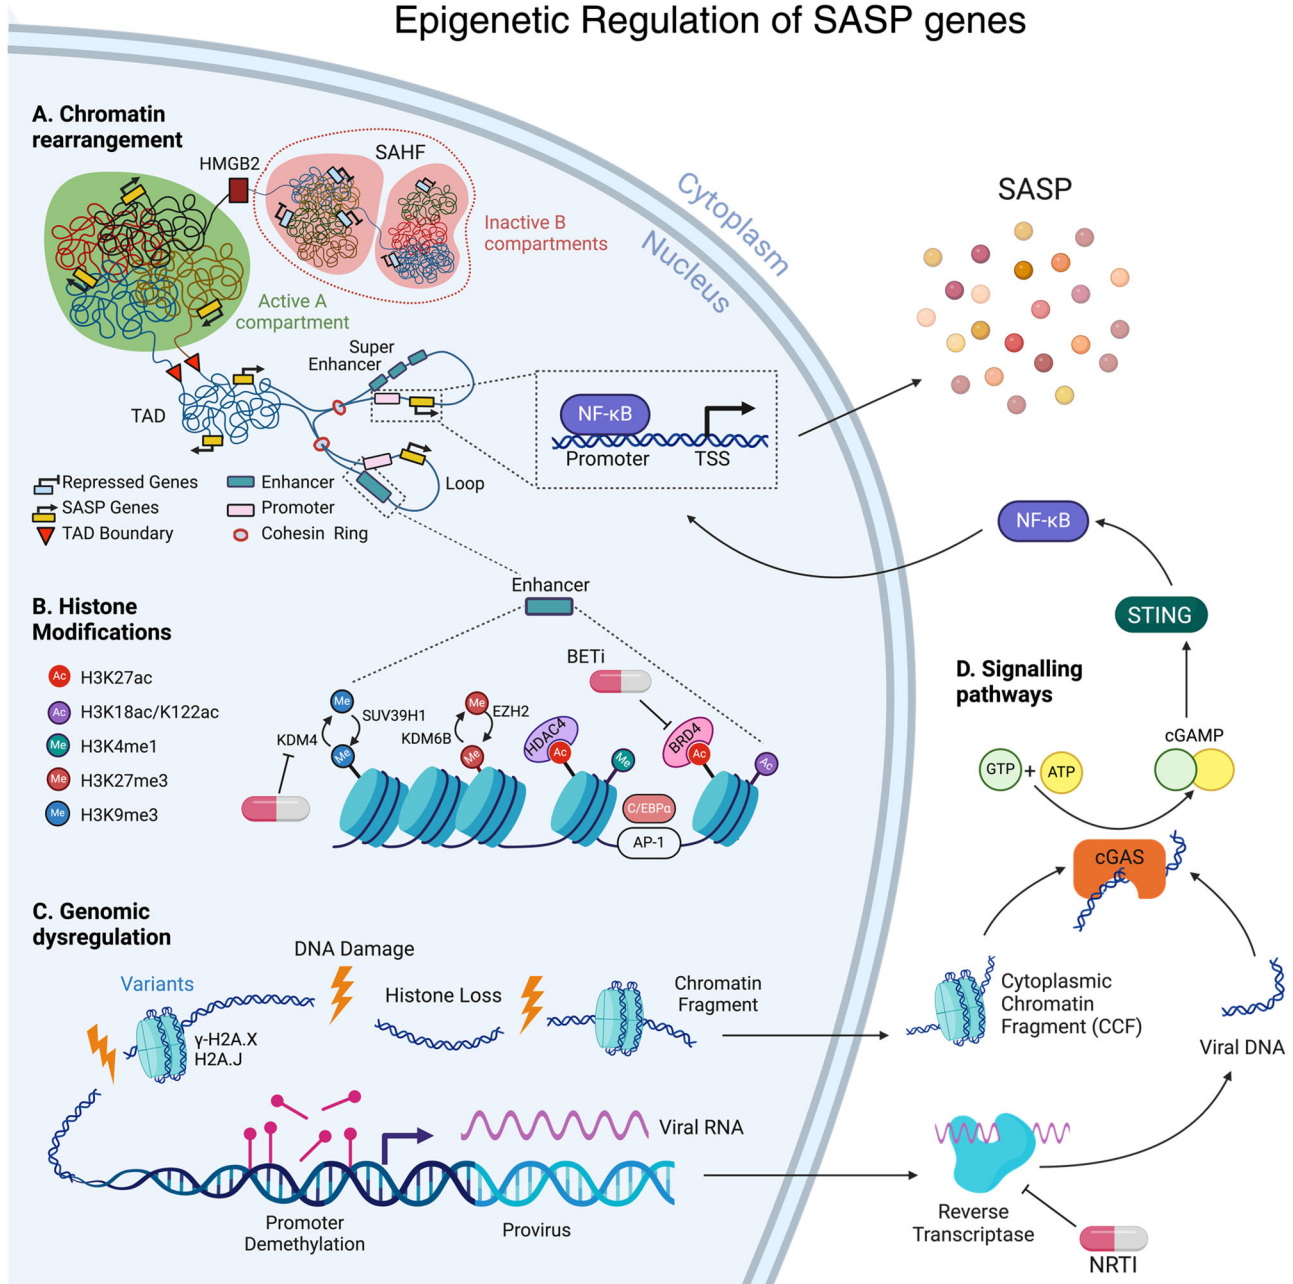 Epigenetic Regulation of SASP genes
A. Chromatin
rearrangement
HMGB2
SAHF
Inactive B
compartments
Active A
compartment
Cytoplasm
Nucleus
SASP
Super
Enhancer
TAD
Loop
NF-κB
Promoter
TSS
Repressed Genes
SASP Genes
TAD Boundary
Enhancer
Promoter
Cohesin Ring
NF-κB
STING
Enhancer
B. Histone
Modifications
H3K27ac
H3K18ac/K122ac
H3K4me1
H3K27me3
H3K9me3
Ac
Ac
Me
Me
Me
BETi
Me
SUV39H1
KDM4
Me
Me
EZH2
KDM6B
Me
HDAC4
Ac
Me
BRD4
Ac
Ac
C/EBPα
AP-1
D. Signalling
pathways
cGAMP
GTP
+
ATP
cGAS
C. Genomic
dysregulation
DNA Damage
Variants
γ-H2A.X
H2A.J
Histone Loss
Chromatin
Fragment
Cytoplasmic
Chromatin
Fragment (CCF)
Viral DNA
Viral RNA
Promoter
Demethylation
Provirus
Reverse
Transcriptase
NRTI